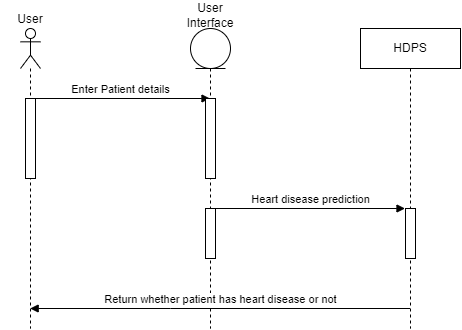 User
User
Interface
HDPS
Enter Patient details
Heart disease prediction
Return whether patient has heart disease or not